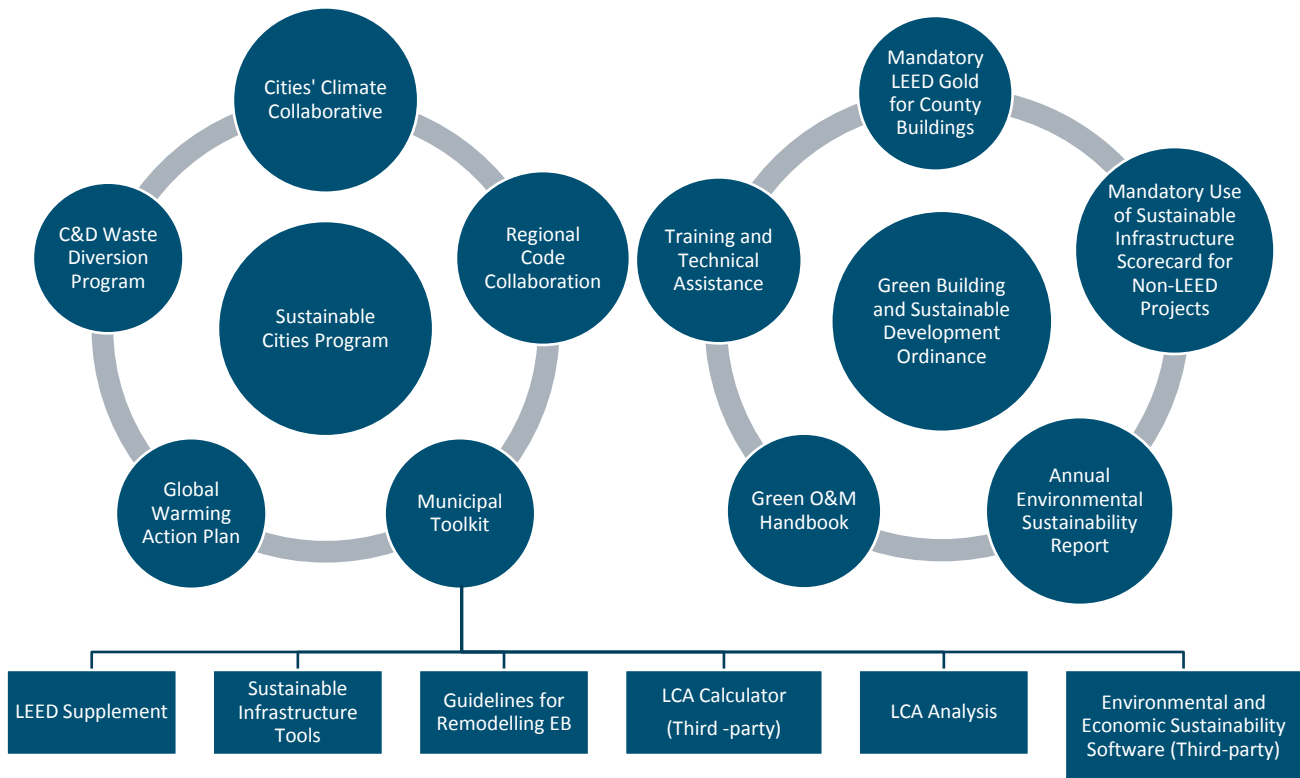 Cities' Climate
Collaborative
Regional
Code
Collaboration
Municipal
Toolkit
Global
Warming
Action Plan
C&D Waste
Diversion
Program
Sustainable
Cities Program
Mandatory
LEED Gold
for County
Buildings
Mandatory Use
of Sustainable
Infrastructure
Scorecard for
Non-LEED
Projects
Annual
Environmental
Sustainability
Report
Green O&M
Handbook
Training and
Technical
Assistance
Green Building
and Sustainable
Development
Ordinance
LEED Supplement
Sustainable
Infrastructure
Tools
Guidelines for
Remodelling EB
LCA Calculator
(Third -party)
LCA Analysis
Environmental and
Economic Sustainability
Software (Third-party)